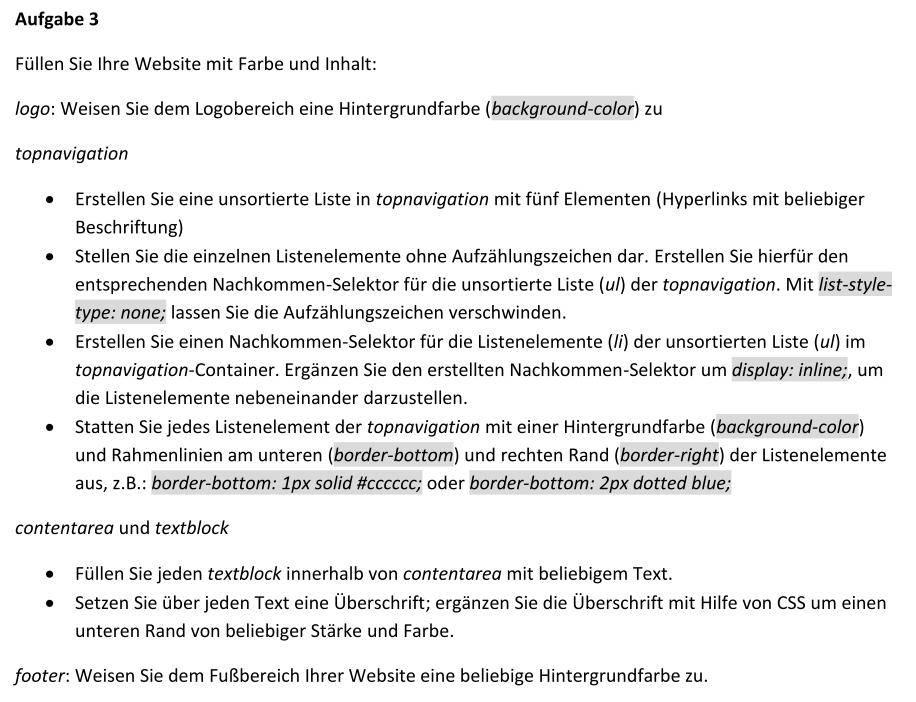 Aufgabe 3
Füllen Sie Ihre Website mit Farbe und Inhalt:
logo: Weisen Sie dem Logobereich eine Hintergrundfarbe (background-color) zu
topnavigation
• Erstellen Sie eine unsortierte Liste in topnavigation mit fünf Elementen (Hyperlinks mit beliebiger
Beschriftung)
• Stellen Sie die einzelnen Listenelemente ohne Aufzählungszeichen dar. Erstellen Sie hierfür den
entsprechenden Nachkommen-Selektor für die unsortierte Liste (ul) der topnavigation. Mit list-style-
type: none; lassen Sie die Aufzählungszeichen verschwinden.
• Erstellen Sie einen Nachkommen-Selektor für die Listenelemente (li) der unsortierten Liste (ul) im
topnavigation-Container. Ergänzen Sie den erstellten Nachkommen-Selektor um display: inline;, um
die Listenelemente nebeneinander darzustellen.
• Statten Sie jedes Listenelement der topnavigation mit einer Hintergrundfarbe (background-color)
und Rahmenlinien am unteren (border-bottom) und rechten Rand (border-right) der Listenelemente
aus, z.B.: border-bottom: 1px solid #cccccc; oder border-bottom: 2px dotted blue;
contentarea und textblock
• Füllen Sie jeden textblock innerhalb von contentarea mit beliebigem Text.
• Setzen Sie über jeden Text eine Überschrift; ergänzen Sie die Überschrift mit Hilfe von CSS um einen
unteren Rand von beliebiger Stärke und Farbe.
footer: Weisen Sie dem Fußbereich Ihrer Website eine beliebige Hintergrundfarbe zu.